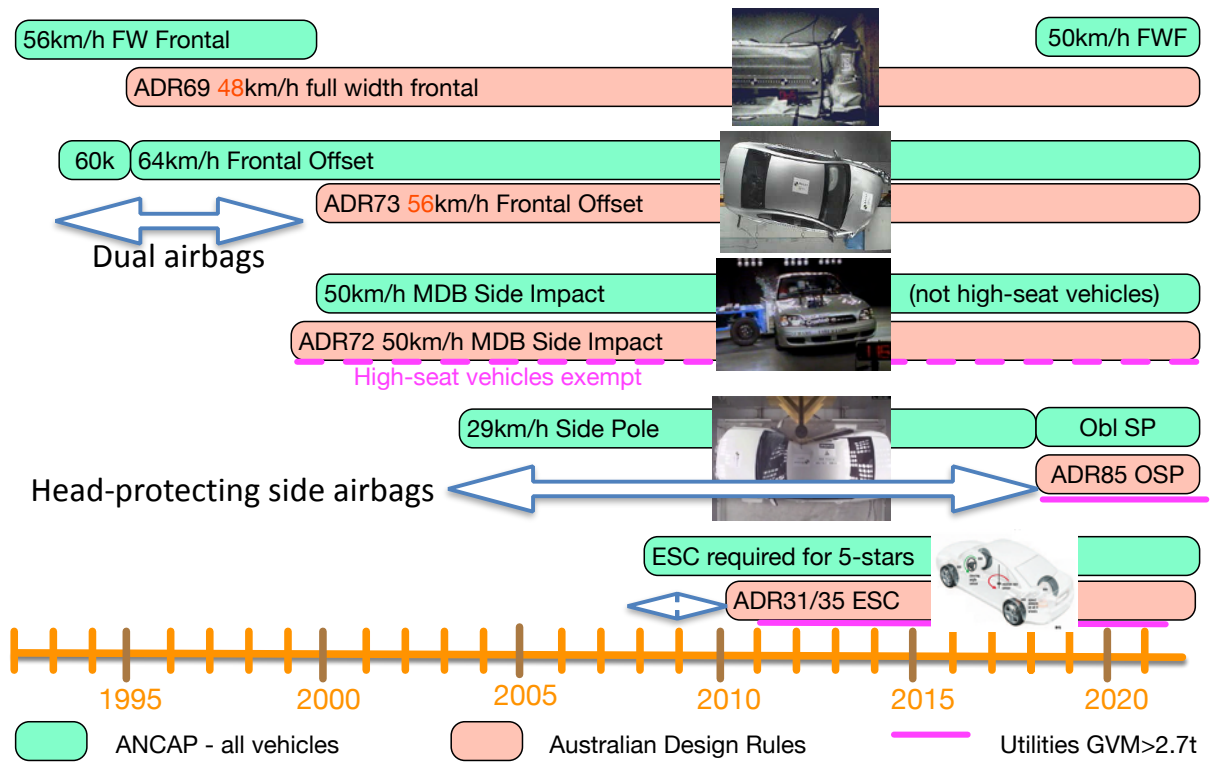 56km/h FW Frontal
50km/h FWF
ADR69 48km/h full width frontal
60k
64km/h Frontal Offset
ADR73 56km/h Frontal Offset
Dual airbags
50km/h MDB Side Impact
(not high-seat vehicles)
ADR72 50km/h MDB Side Impact
High-seat vehicles exempt
29km/h Side Pole
Obl SP
ADR85 OSP
Head-protecting side airbags
ESC required for 5-stars
ADR31/35 ESC
1995
2000
2005
2010
2015
2020
ANCAP - all vehicles
Australian Design Rules
Utilities GVM>2.7t